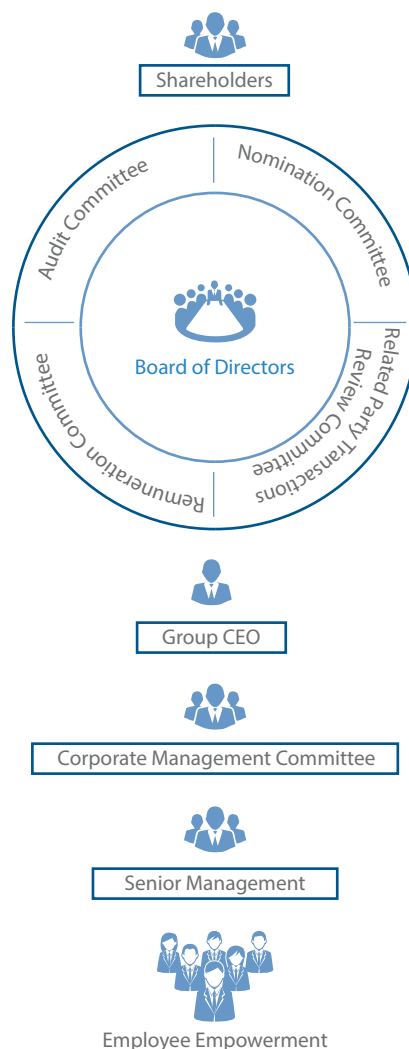 Shareholders
Audit Committee
Nomination Committee
Board of Directors
Remuneration Committee
Related Party Transactions
Review Committee
Group CEO
Corporate Management Committee
Senior Management
Employee Empowerment